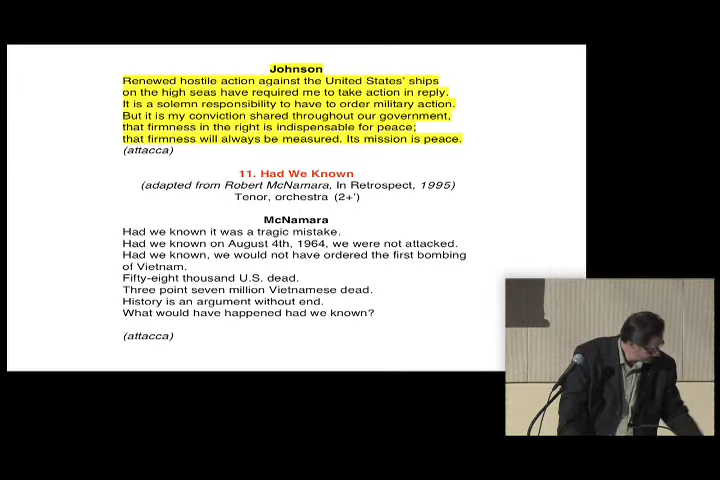 Johnson
Renewed hostile action against the United States' ships
on the high seas have required me to take action in reply.
It is a solemn responsibility to have to order military action.
But it is my conviction shared throughout our government,
that firmness in the right is indispensable for peace;
that firmness will always be measured. Its mission is peace.
(attacca)
11. Had We Known
(adapted from Robert McNamara, In Retrospect, 1995)
Tenor, orchestra (2+')
McNamara
Had we known it was a tragic mistake.
Had we known on August 4th, 1964, we were not attacked.
Had we known, we would not have ordered the first bombing
of Vietnam.
Fifty-eight thousand U.S. dead.
Three point seven million Vietnamese dead.
History is an argument without end.
What would have happened had we known?
(attacca)